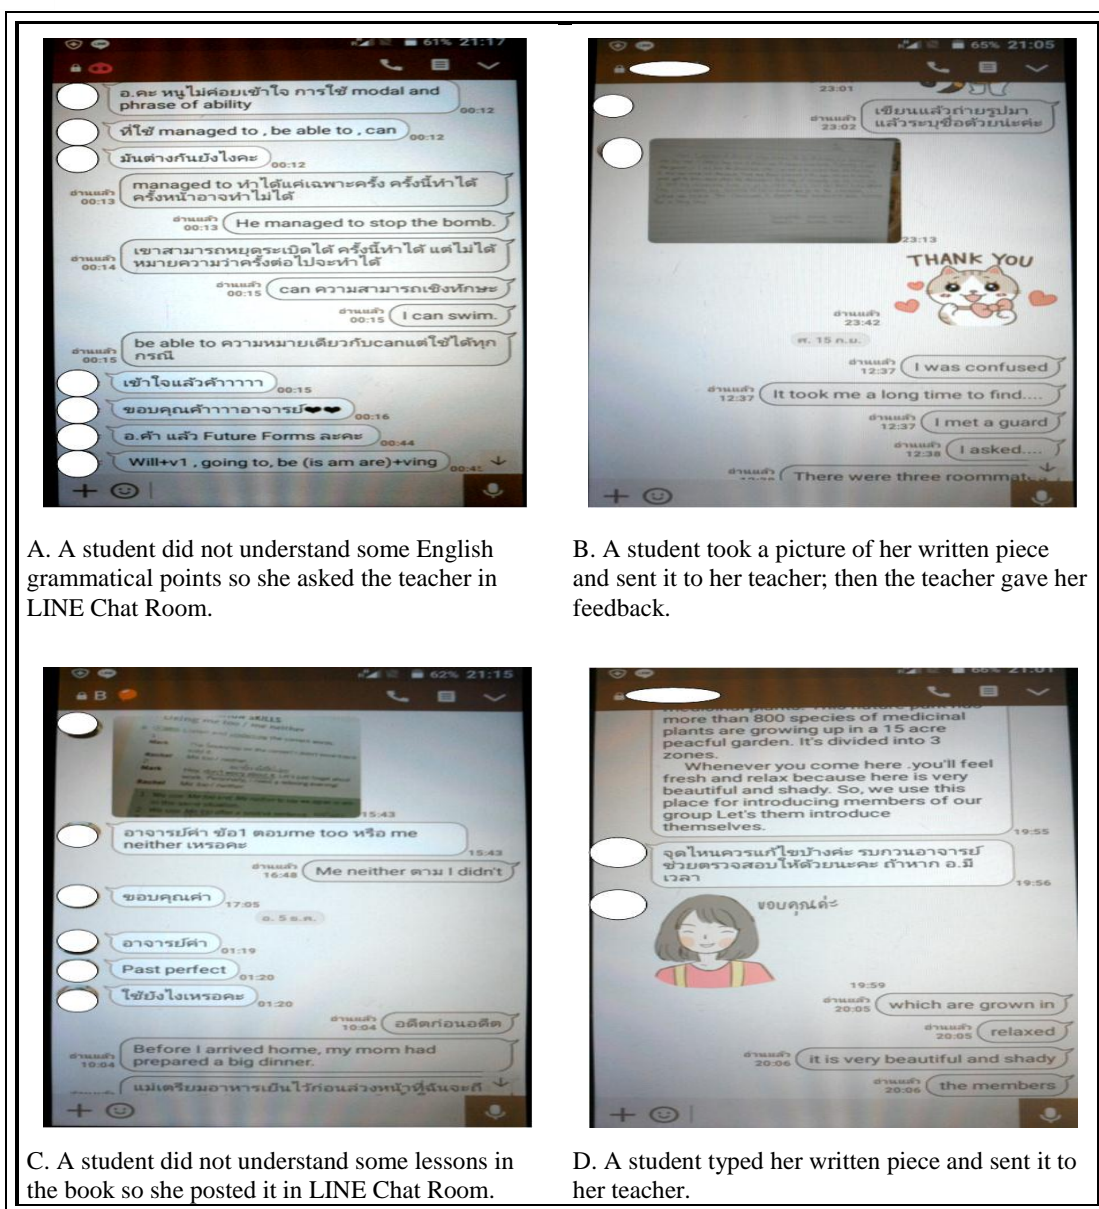 61% 21:17
อ.คะ หนูไม่ค่อยเข้าใจ การใช้ modal and
phrase of ability
00:12
ที่ใช้ managed to , be able to , can
00:12
มันต่างกันยังไงคะ
00:12
managed to ทำได้แค่เฉพาะครั้ง ครั้งนี้ทำได้
ครั้งหน้าอาจทำไม่ได้
อ่านแล้ว
00:13
He managed to stop the bomb.
อ่านแล้ว
00:13
เขาสามารถหยุดระเบิดได้ ครั้งนี้ทำได้ แต่ไม่ได้
หมายความว่าครั้งต่อไปจะทำได้
อ่านแล้ว
00:14
can ความสามารถเชิงทักษะ
อ่านแล้ว
00:15
I can swim.
อ่านแล้ว
00:15
be able to ความหมายเดียวกับcanแต่ใช้ได้ทุก
กรณี
อ่านแล้ว
00:15
เข้าใจแล้วค้าาาาา
00:15
ขอบคุณค้าาาาอาจารย์❤❤
00:16
อ.ค้า แล้ว Future Forms ละคะ
00:44
Will+v1 , going to, be (is am are)+ving
A. A student did not understand some English
grammatical points so she asked the teacher in
LINE Chat Room.
65% 21:05
23:01
เขียนแล้วถ่ายรูปมา
แล้วระบุชื่อด้วยนะคะ
อ่านแล้ว
23:02
23:13
THANK YOU
อ่านแล้ว
23:42
ศ. 15 ก.ย.
I was confused
อ่านแล้ว
12:37
It took me a long time to find....
อ่านแล้ว
12:37
I met a guard
อ่านแล้ว
12:37
I asked....
อ่านแล้ว
12:38
There were three
B. A student took a picture of her written piece
and sent it to her teacher; then the teacher gave her
feedback.
62% 21:15
B
15:43
อาจารย์ค่า ข้อ1 ตอบme too หรือ me
neither เหรอคะ
15:43
Me neither ตาม I didn't
อ่านแล้ว
16:48
ขอบคุณค่า
17:05
อ. 5 ธ.ค.
อาจารย์ค่า
01:19
Past perfect
01:20
ใช้ยังไงเหรอคะ
01:20
อดีตก่อนอดีต
อ่านแล้ว
10:04
Before I arrived home, my mom had
prepared a big dinner.
อ่านแล้ว
10:04
แม่เตรียมอาหารเย็นไว้ก่อนล่วงหน้าที่ฉันจะถึ
C. A student did not understand some lessons in
the book so she posted it in LINE Chat Room.
66% 21:01
more than 800 species of medicinal
plants are growing up in a 15 acre
peacful garden. It's divided into 3
zones.
Whenever you come here .you'll feel
fresh and relax because here is very
beautiful and shady. So, we use this
place for introducing members of our
group Let's them introduce
themselves.
19:55
จุดไหนควรแก้ไขบ้างค่ะ รบกวนอาจารย์
ช่วยตรวจสอบให้ด้วยนะคะ ถ้าหาก อ.มี
เวลา
19:56
ขอบคุณค่ะ
19:59
which are grown in
อ่านแล้ว
20:05
relaxed
อ่านแล้ว
20:05
it is very beautiful and shady
อ่านแล้ว
20:06
the members
อ่านแล้ว
20:06
D. A student typed her written piece and sent it to
her teacher.